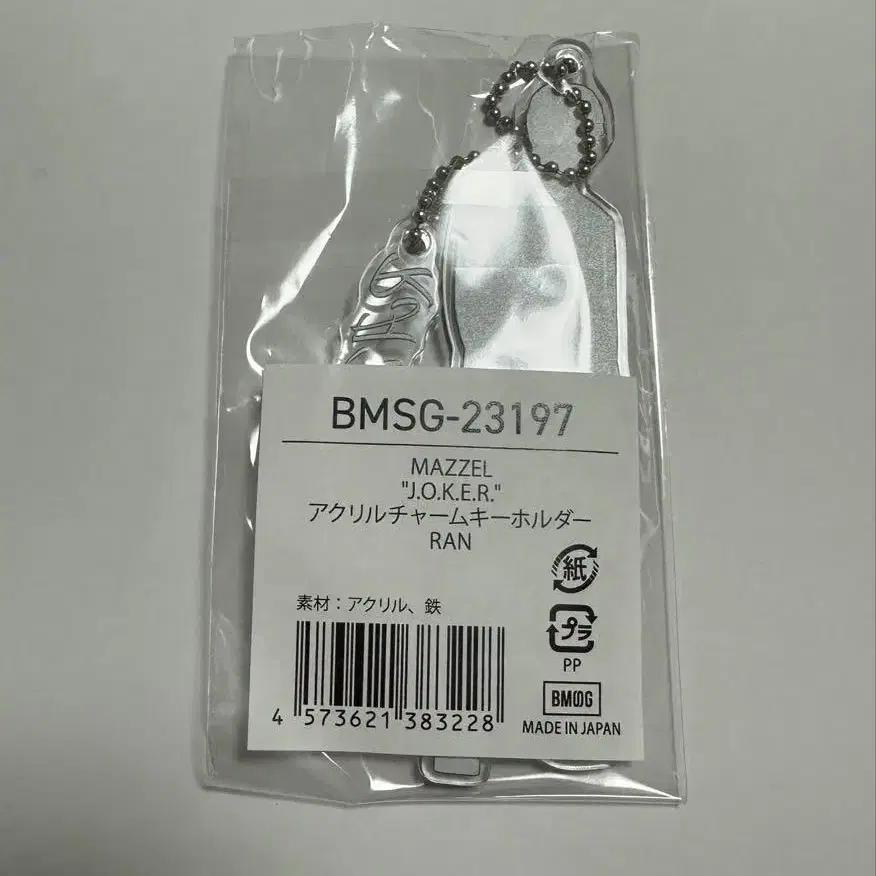 BMSG-23197
MAZZEL
"J.O.K.E.R."
アクリルチャームキーホルダー
RAN
紙
素材：アクリル、鉄
プラ
PP
BMSG
4 573621 383228
MADE IN JAPAN